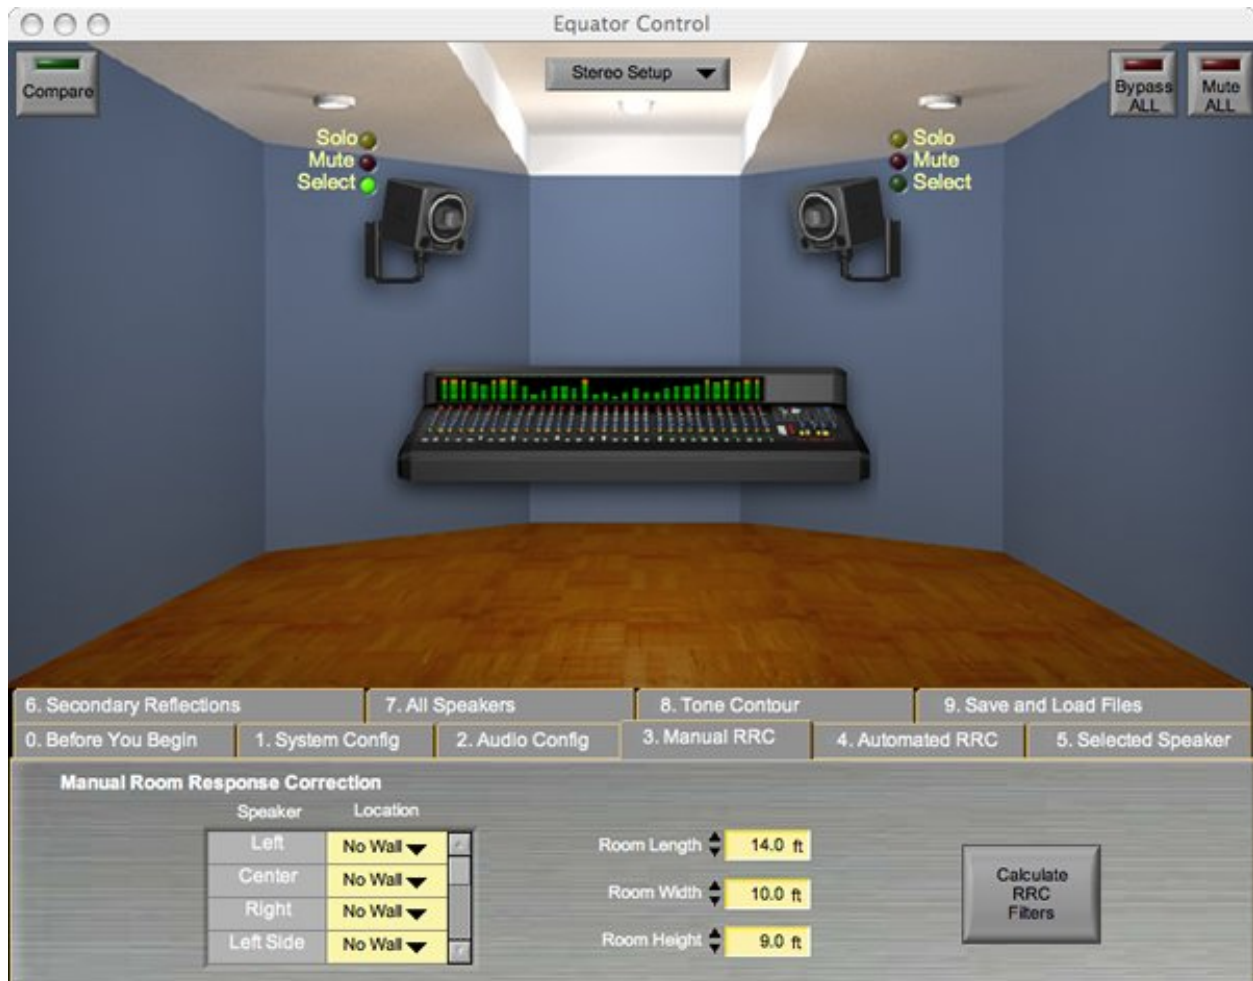 Equator Control
Compare
Stereo Setup
Bypass ALL
Mute ALL
Solo
Mute
Select
Solo
Mute
Select
6. Secondary Reflections
7. All Speakers
8. Tone Contour
9. Save and Load Files
0. Before You Begin
1. System Config
2. Audio Config
3. Manual RRC
4. Automated RRC
5. Selected Speaker
Manual Room Response Correction
Speaker Location
Left No Wall
Center No Wall
Right No Wall
Left Side No Wall
Room Length 14.0 ft
Room Width 10.0 ft
Room Height 9.0 ft
Calculate
RRC
Filters